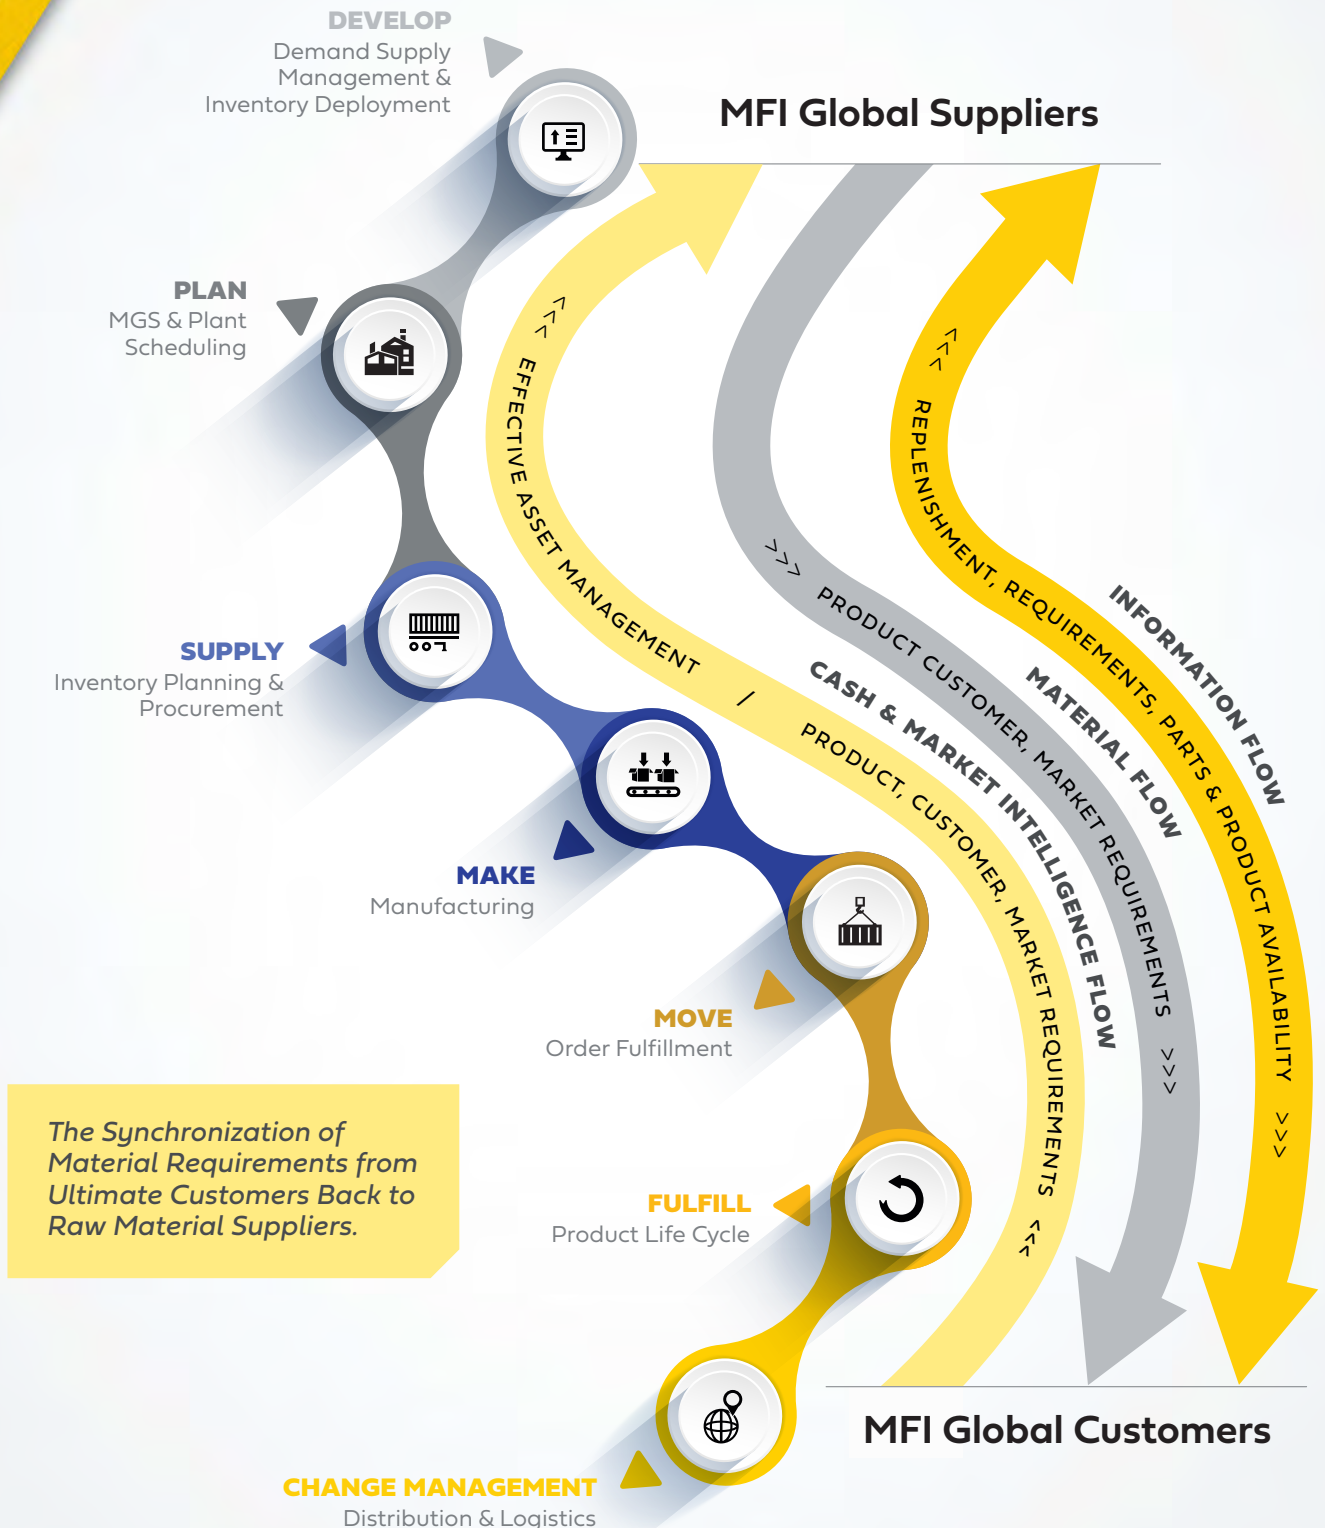 DEVELOP
Demand Supply
Management &
Inventory Deployment
MFI Global Suppliers
PLAN
MGS & Plant
Scheduling
SUPPLY
Inventory Planning &
Procurement
MAKE
Manufacturing
MOVE
Order Fulfillment
FULFILL
Product Life Cycle
CHANGE MANAGEMENT
Distribution & Logistics
The Synchronization of
Material Requirements from
Ultimate Customers Back to
Raw Material Suppliers.
<<< EFFECTIVE ASSET MANAGEMENT / PRODUCT, CUSTOMER, MARKET REQUIREMENTS <<<
CASH & MARKET INTELLIGENCE FLOW
>>> PRODUCT CUSTOMER, MARKET REQUIREMENTS >>>
MATERIAL FLOW
<<< REPLENISHMENT, REQUIREMENTS, PARTS & PRODUCT AVAILABILITY >>>
INFORMATION FLOW
MFI Global Customers